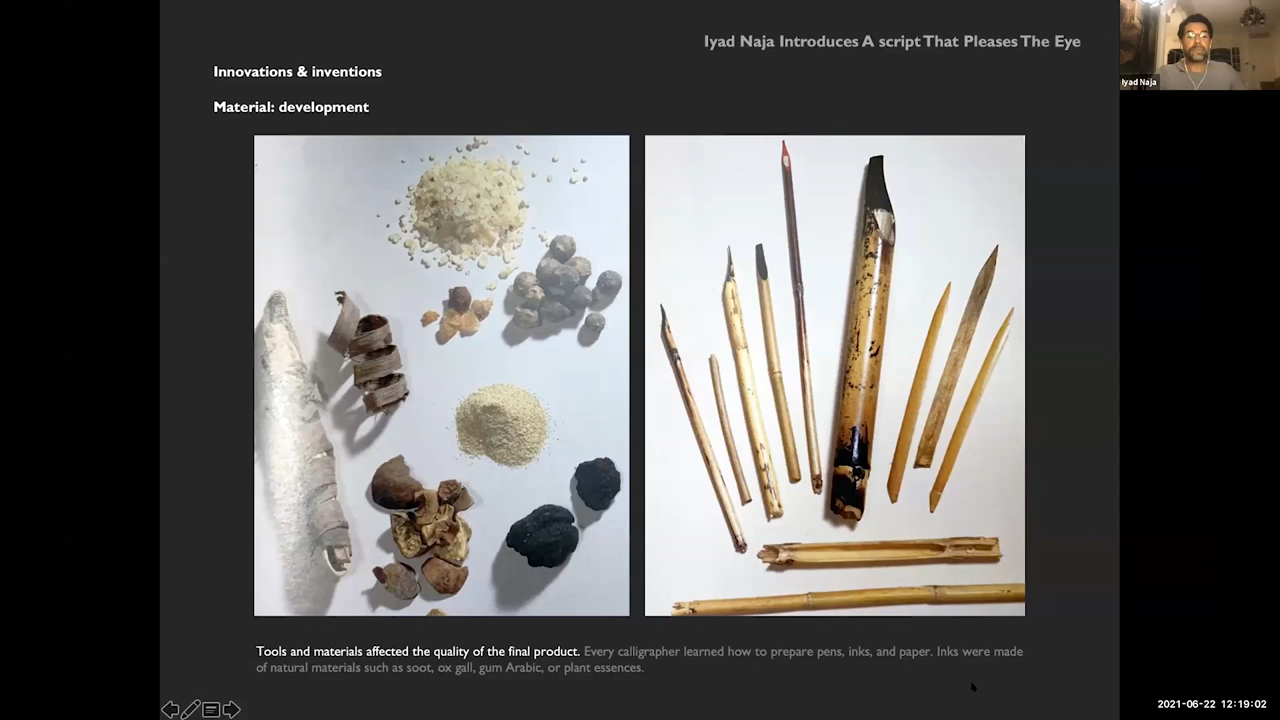 Iyad Naja Introduces A script That Pleases The Eye
Innovations & inventions
Material: development
Tools and materials affected the quality of the final product. Every calligrapher learned how to prepare pens, inks, and paper. Inks were made
of natural materials such as soot, ox gall, gum Arabic, or plant essences.
Iyad Naja
2021-06-22 12:19:02